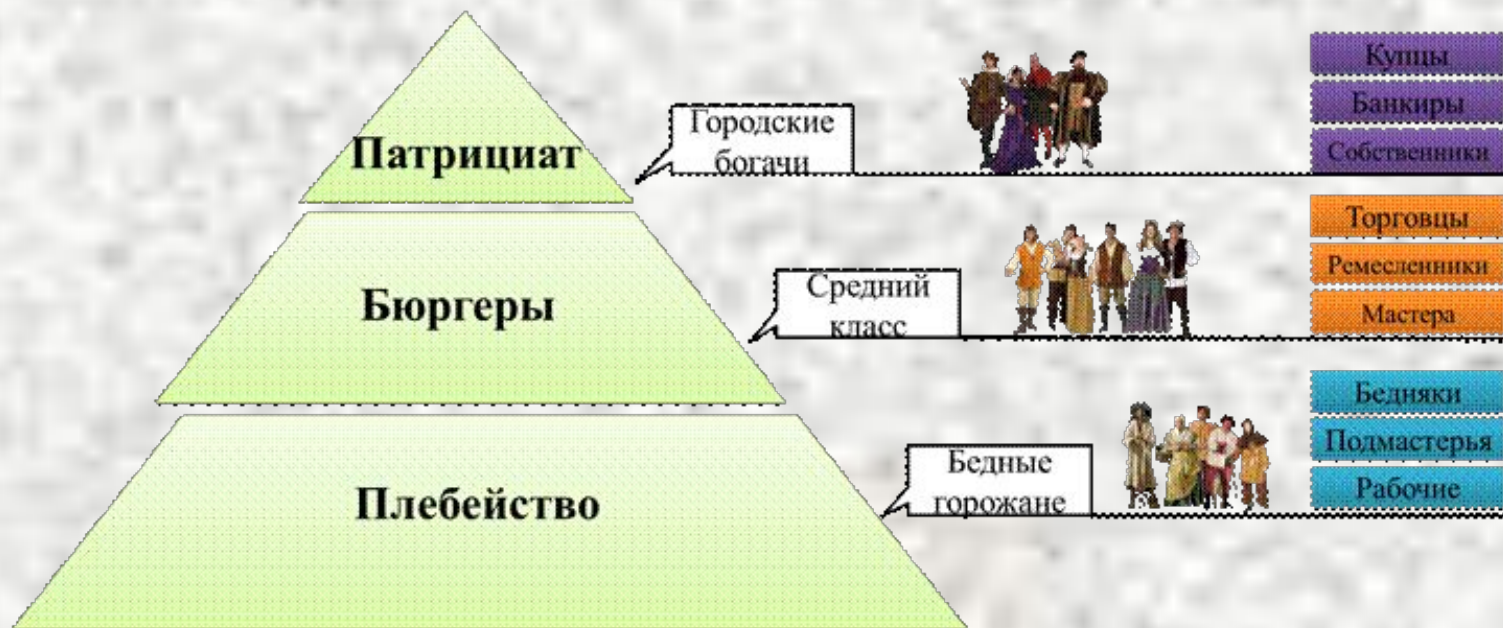 Патрициат
Городские
богачи
Купцы
Банкиры
Собственники
Бюргеры
Средний
класс
Торговцы
Ремесленники
Мастера
Плебейство
Бедные
горожане
Бедняки
Подмастерья
Рабочие